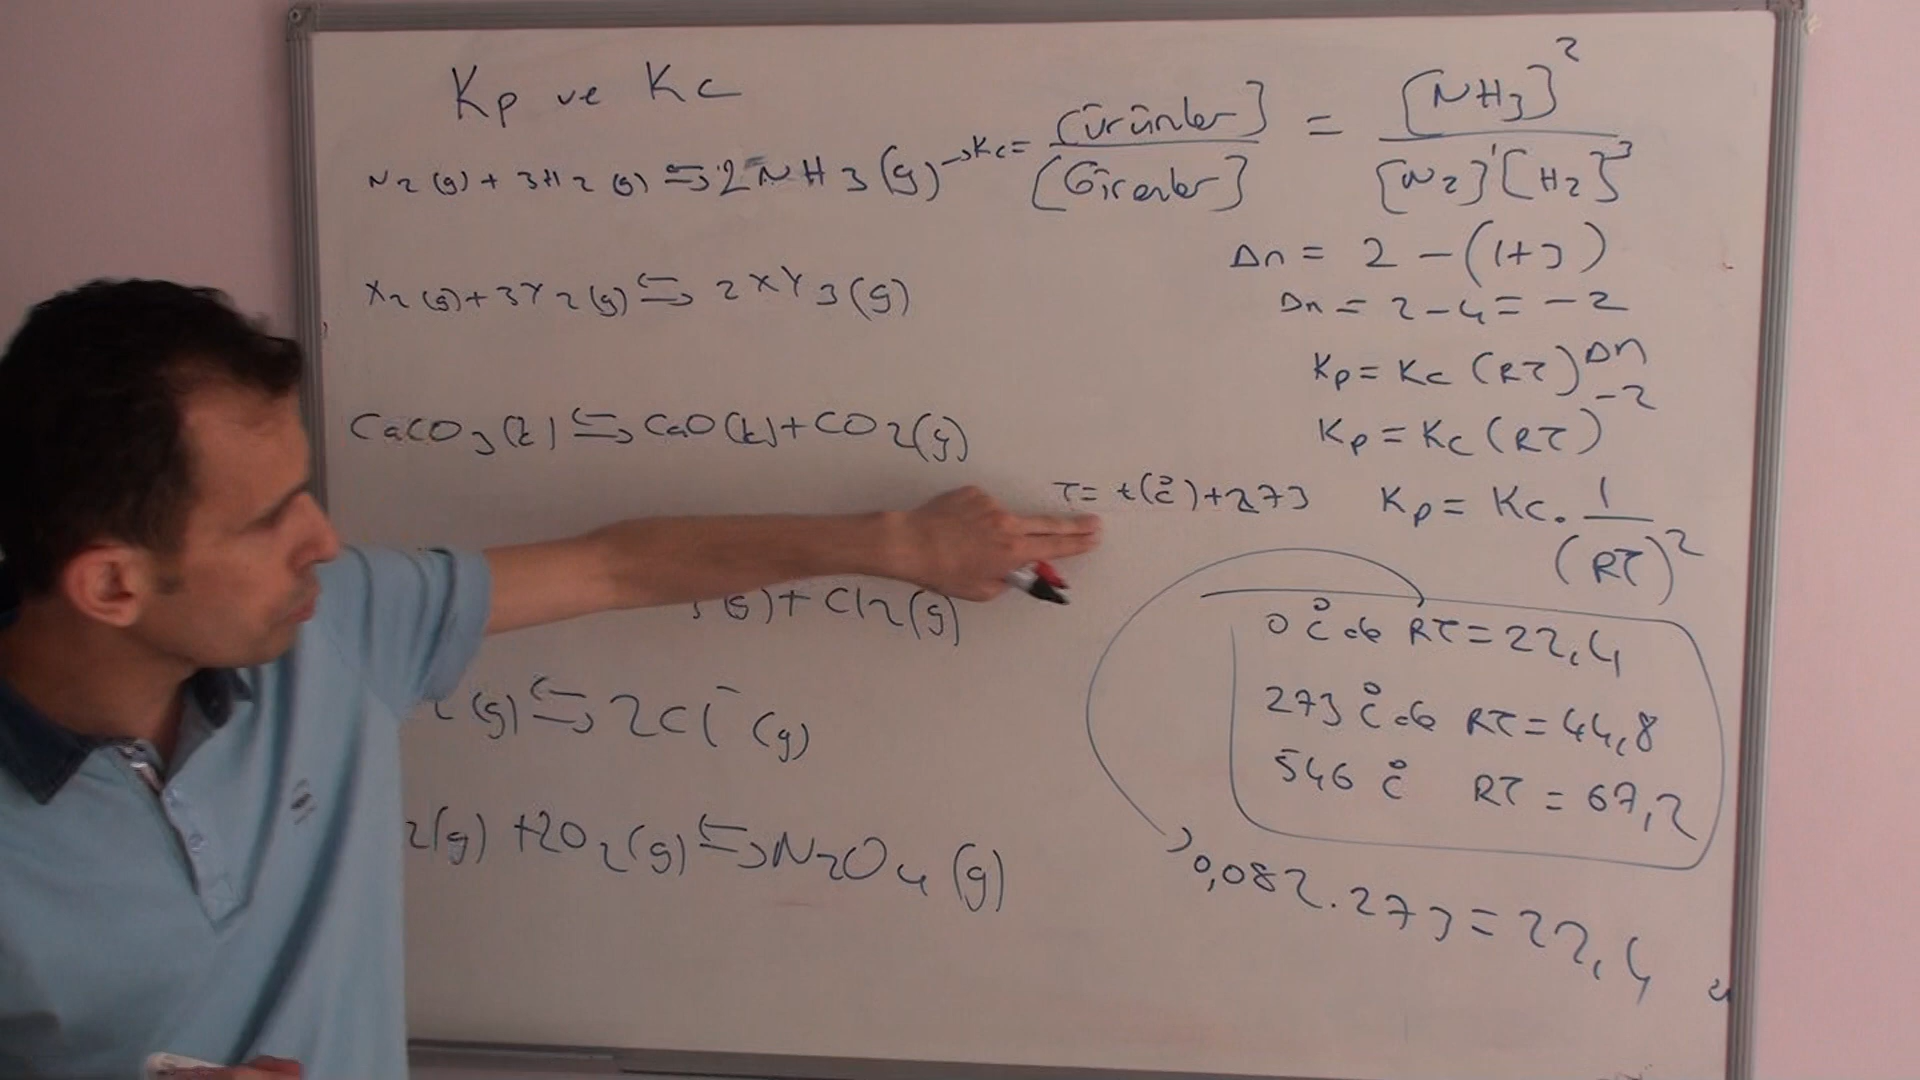 Kp ve Kc
N2(g) + 3H2(g) ⇆ 2NH3(g) → Kc = [Ürünler] / [Girenler] = [NH3]² / [N2]¹[H2]³
Δn = 2 - (1+3)
X2(g) + 3Y2(g) ⇆ 2XY3(g)
Δn = 2 - 4 = -2
Kp = Kc (RT)^Δn
CaCO3(k) ⇆ CaO(k) + CO2(g)
Kp = Kc (RT)^-2
T = t(°C) + 273
Kp = Kc . 1 / (RT)²
(g) + Cl2(g)
0 °C de RT = 22,4
2(g) ⇆ 2Cl⁻(g)
273 °C de RT = 44,8
546 °C RT = 67,2
2(g) + 2O2(g) ⇆ N2O4(g)
0,082.273 = 22,4